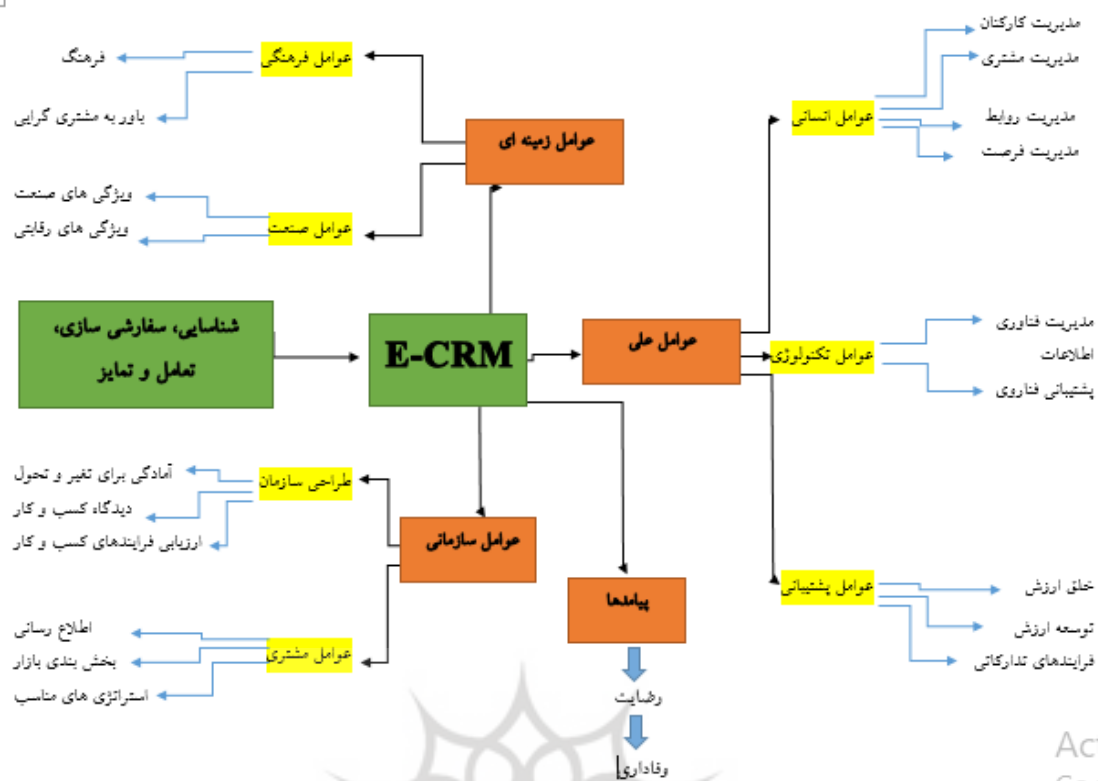 مدیریت کارکنان
مدیریت مشتری
عوامل انسانی
مدیریت روابط
مدیریت فرصت
عوامل فرهنگی
فرهنگ
باور به مشتری گرایی
عوامل زمینه ای
ویژگی های صنعت
عوامل صنعت
ویژگی های رقابتی
شناسایی، سفارشی سازی،
تعامل و تمایز
E-CRM
عوامل علی
مدیریت فناوری
اطلاعات
عوامل تکنولوژی
پشتیبانی فناروی
آمادگی برای تغیر و تحول
طراحی سازمان
دیدگاه کسب و کار
ارزیابی فرایندهای کسب و کار
عوامل سازمانی
پیامدها
عوامل پشتیبانی
خلق ارزش
توسعه ارزش
فرایندهای تدارکاتی
اطلاع رسانی
عوامل مشتری
بخش بندی بازار
استراتژی های مناسب
رضایت
وفاداری